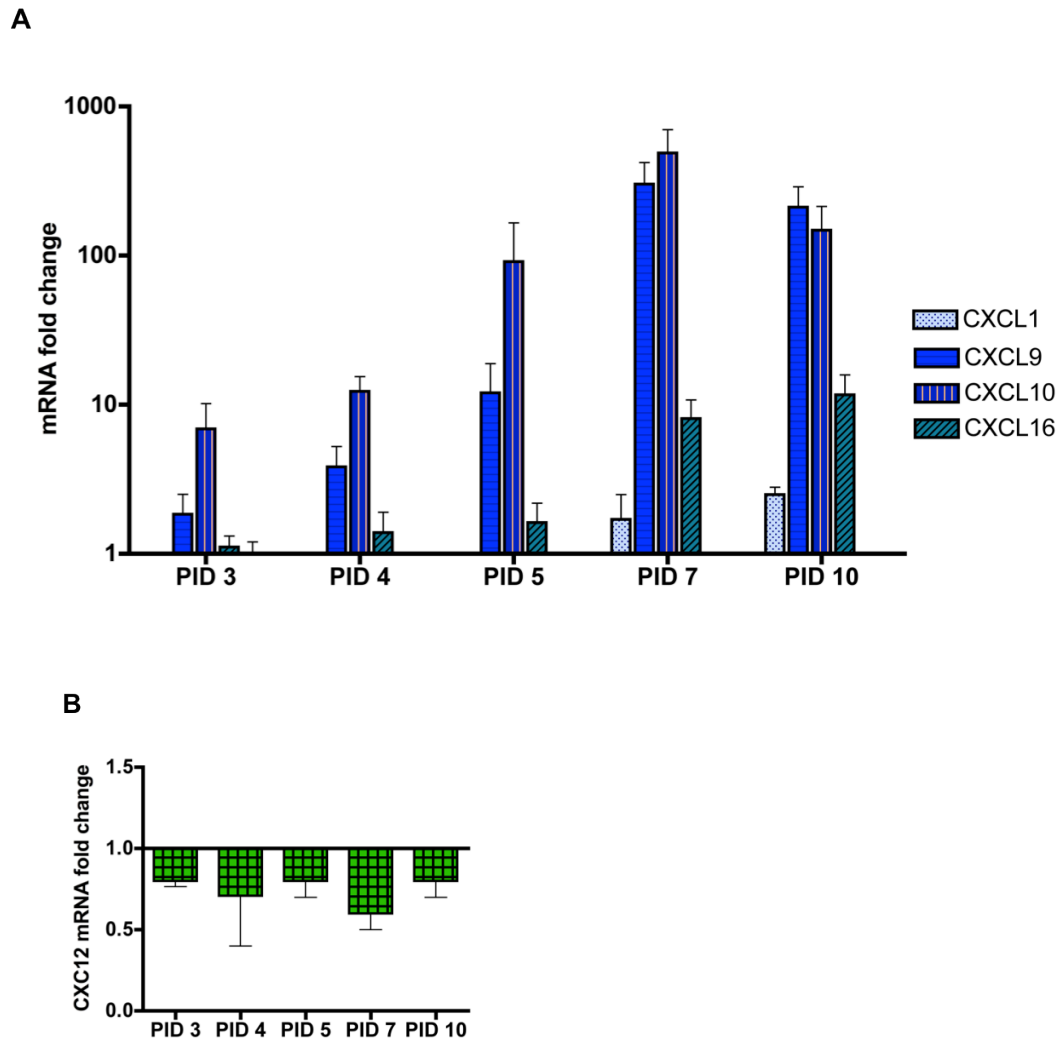 A
mRNA fold change
1000
100
10
1
PID 3 PID 4 PID 5 PID 7 PID 10
CXCL1
CXCL9
CXCL10
CXCL16
B
CXC12 mRNA fold change
1.5
1.0
0.5
0.0
PID 3 PID 4 PID 5 PID 7 PID 10